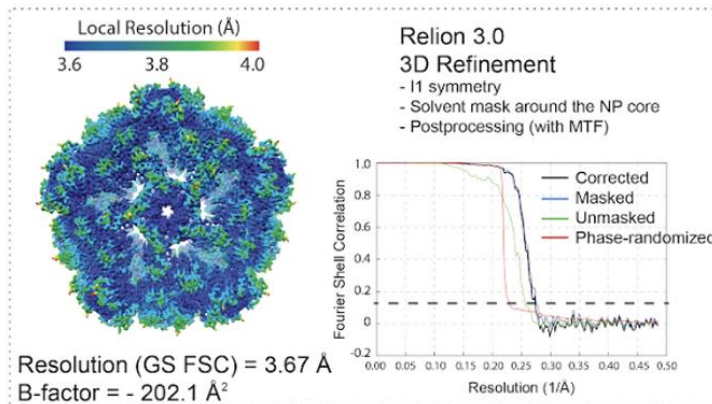 Local Resolution (Å)
3.6 3.8 4.0
Resolution (GS FSC) = 3.67 Å
B-factor = - 202.1 Å²
Relion 3.0
3D Refinement
- I1 symmetry
- Solvent mask around the NP core
- Postprocessing (with MTF)
Fourier Shell Correlation
1.0
0.8
0.6
0.4
0.2
0
-0.2
Corrected
Masked
Unmasked
Phase-randomized
0.00 0.05 0.10 0.15 0.20 0.25 0.30 0.35 0.40 0.45 0.50
Resolution (1/Å)